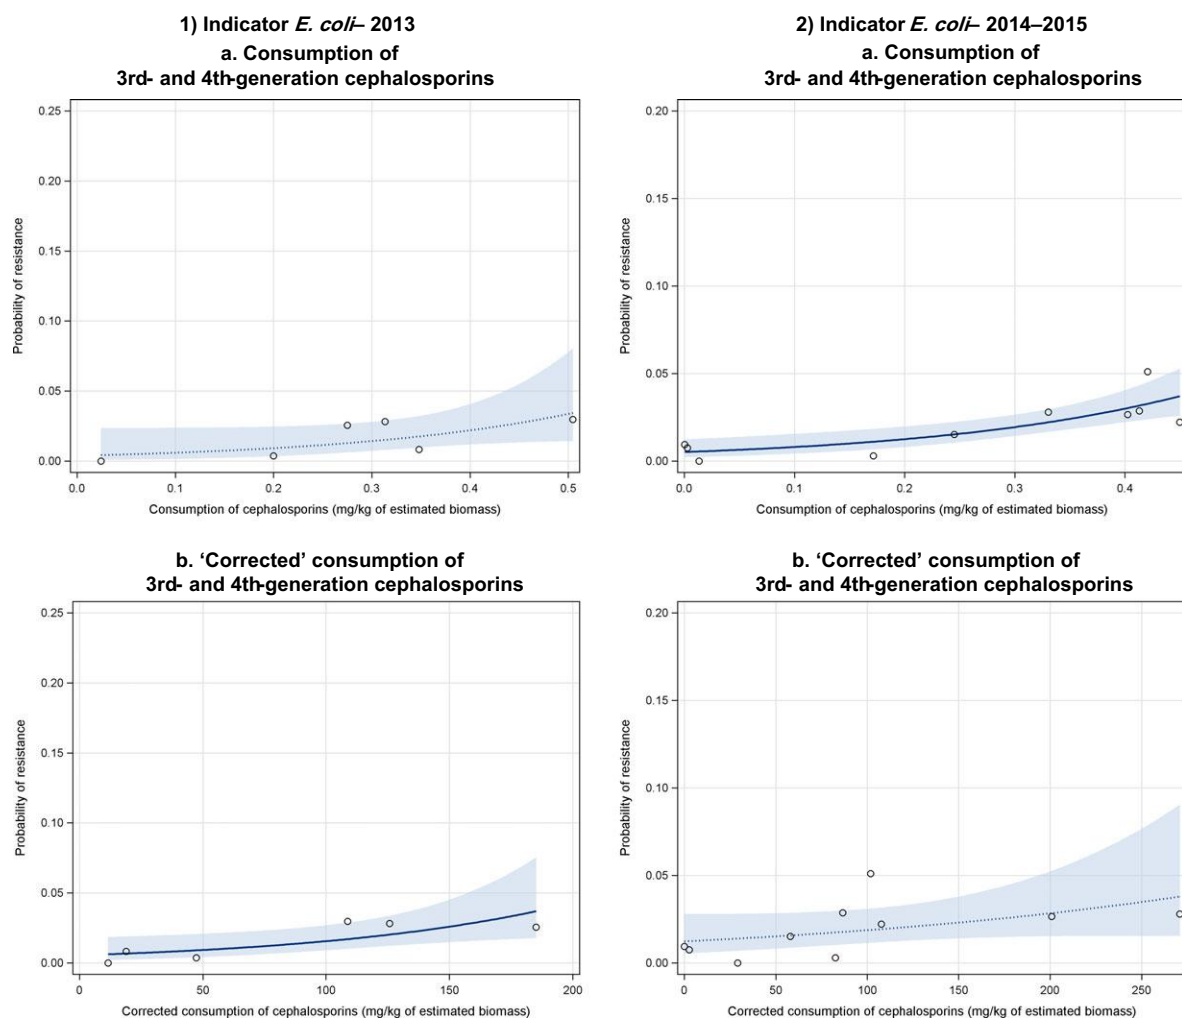 1) Indicator E. coli– 2013
a. Consumption of
3rd- and 4th-generation cephalosporins
0.25
0.20
0.15
0.10
0.05
0.00
Probability of resistance
0.0 0.1 0.2 0.3 0.4 0.5
Consumption of cephalosporins (mg/kg of estimated biomass)
2) Indicator E. coli– 2014–2015
a. Consumption of
3rd- and 4th-generation cephalosporins
0.20
0.15
0.10
0.05
0.00
Probability of resistance
0.0 0.1 0.2 0.3 0.4
Consumption of cephalosporins (mg/kg of estimated biomass)
b. ‘Corrected’ consumption of
3rd- and 4th-generation cephalosporins
0.25
0.20
0.15
0.10
0.05
0.00
Probability of resistance
0 50 100 150 200
Corrected consumption of cephalosporins (mg/kg of estimated biomass)
b. ‘Corrected’ consumption of
3rd- and 4th-generation cephalosporins
0.20
0.15
0.10
0.05
0.00
Probability of resistance
0 50 100 150 200 250
Corrected consumption of cephalosporins (mg/kg of estimated biomass)